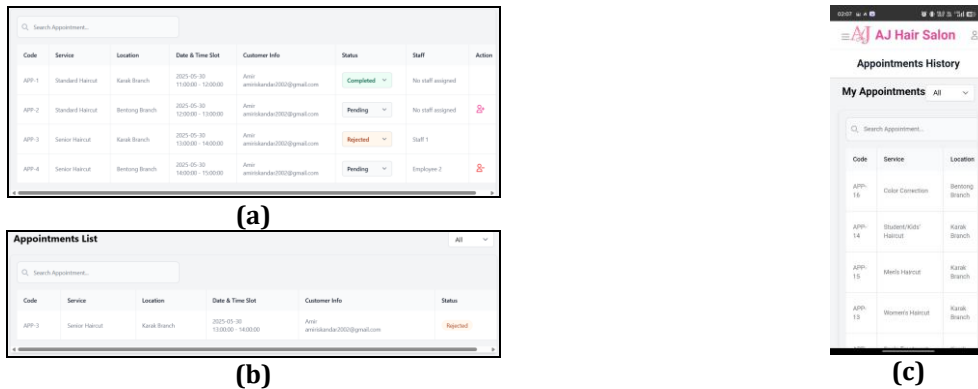 Search Appointment...
Code Service Location Date & Time Slot Customer Info Status Staff Action
APP-1 Standard Haircut Karak Branch 2025-05-30 11:00:00 - 12:00:00 Amir amiriskandar2002@gmail.com Completed No staff assigned
APP-2 Standard Haircut Bentong Branch 2025-05-30 12:00:00 - 13:00:00 Amir amiriskandar2002@gmail.com Pending No staff assigned
APP-3 Senior Haircut Karak Branch 2025-05-30 13:00:00 - 14:00:00 Amir amiriskandar2002@gmail.com Rejected Staff 1
APP-4 Senior Haircut Bentong Branch 2025-05-30 14:00:00 - 15:00:00 Amir amiriskandar2002@gmail.com Pending Employee 2
(a)
Appointments List All
Search Appointment...
Code Service Location Date & Time Slot Customer Info Status
APP-3 Senior Haircut Karak Branch 2025-05-30 13:00:00 - 14:00:00 Amir amiriskandar2002@gmail.com Rejected
(b)
AJ AJ Hair Salon
Appointments History
My Appointments All
Search Appointment...
Code Service Location
APP-16 Color Correction Bentong Branch
APP-14 Student/Kids' Haircut Karak Branch
APP-15 Men's Haircut Karak Branch
APP-13 Women's Haircut Karak Branch
(c)